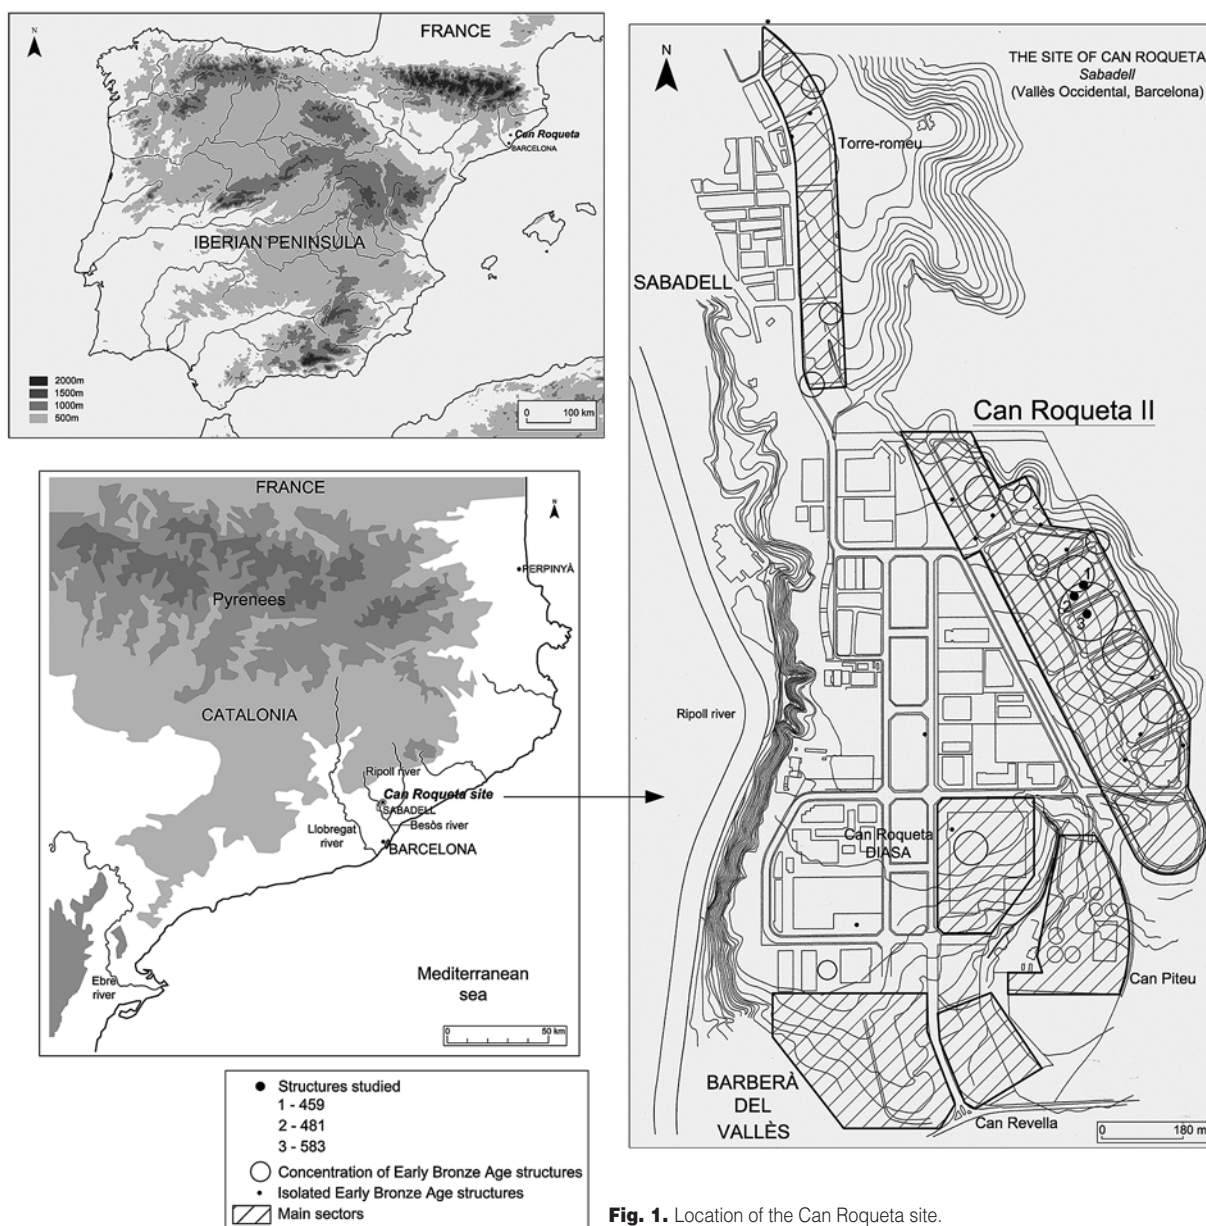 N
FRANCE
Can Roqueta
BARCELONA
IBERIAN PENINSULA
2000m
1500m
1000m
500m
0 100 km
FRANCE
N
PERPINYÀ
Pyrenees
CATALONIA
Ripoll river
Can Roqueta site
SABADELL
Besòs river
Llobregat
river
BARCELONA
Ebre
river
Mediterranean
sea
0 50 km
Structures studied
1 - 459
2 - 481
3 - 583
Concentration of Early Bronze Age structures
Isolated Early Bronze Age structures
Main sectors
N
THE SITE OF CAN ROQUETA
Sabadell
(Vallès Occidental, Barcelona)
Torre-romeu
SABADELL
Can Roqueta II
1
2
3
Ripoll river
Can Roqueta
DIASA
Can Piteu
BARBERÀ
DEL
VALLÈS
Can Revella
0 180 m
Fig. 1. Location of the Can Roqueta site.